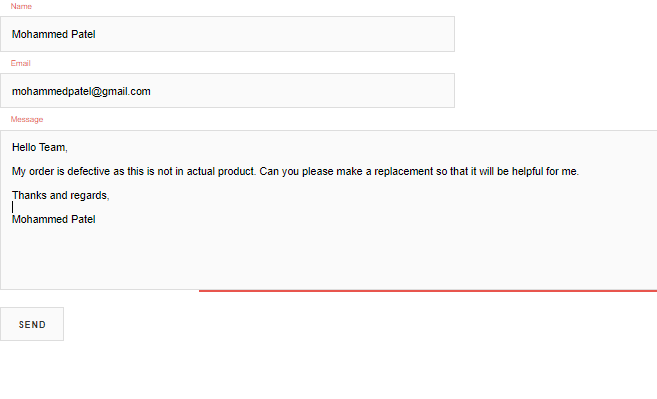 Name
Mohammed Patel
Email
mohammedpatel@gmail.com
Message
Hello Team,
My order is defective as this is not in actual product. Can you please make a replacement so that it will be helpful for me.
Thanks and regards,
Mohammed Patel
SEND